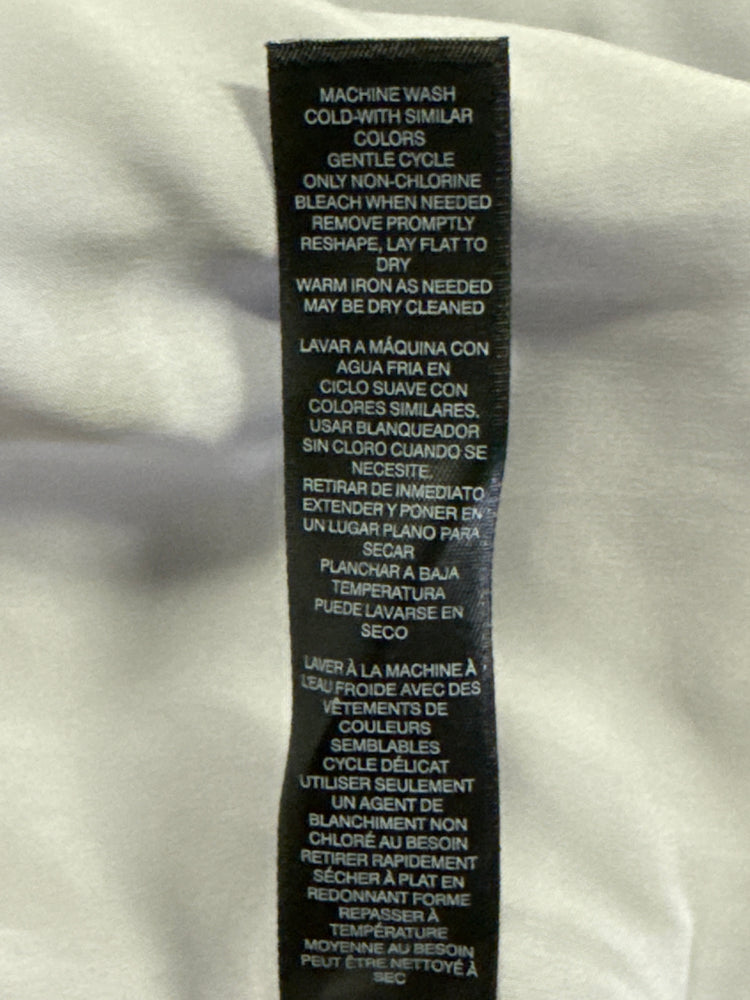 MACHINE WASH
COLD-WITH SIMILAR
COLORS
GENTLE CYCLE
ONLY NON-CHLORINE
BLEACH WHEN NEEDED
REMOVE PROMPTLY
RESHAPE, LAY FLAT TO
DRY
WARM IRON AS NEEDED
MAY BE DRY CLEANED
LAVAR A MÁQUINA CON
AGUA FRIA EN
CICLO SUAVE CON
COLORES SIMILARES.
USAR BLANQUEADOR
SIN CLORO CUANDO SE
NECESITE.
RETIRAR DE INMEDIATO
EXTENDER Y PONER EN
UN LUGAR PLANO PARA
SECAR
PLANCHAR A BAJA
TEMPERATURA
PUEDE LAVARSE EN
SECO
LAVER À LA MACHINE À
L'EAU FROIDE AVEC DES
VÊTEMENTS DE
COULEURS
SEMBLABLES
CYCLE DÉLICAT
UTILISER SEULEMENT
UN AGENT DE
BLANCHIMENT NON
CHLORÉ AU BESOIN
RETIRER RAPIDEMENT
SÉCHER À PLAT EN
REDONNANT FORME
REPASSER À
TEMPÉRATURE
MOYENNE AU BESOIN
PEUT ÊTRE NETTOYÉ À
SEC